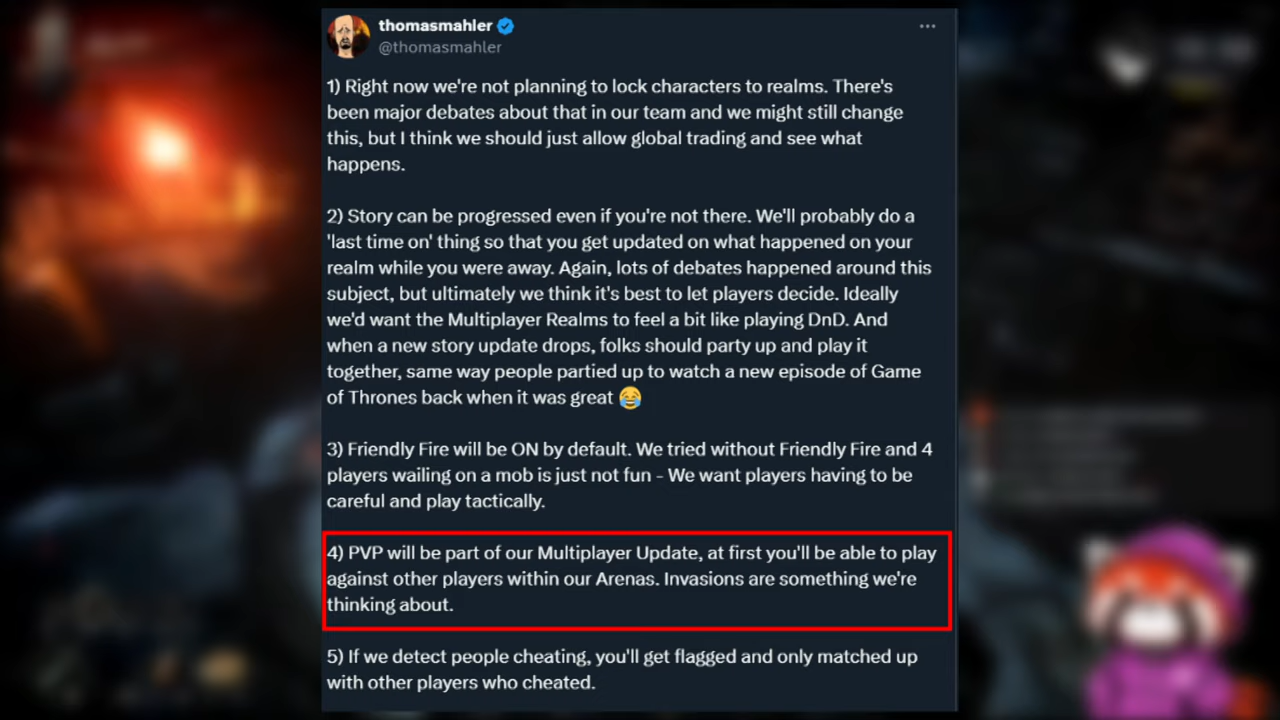 thomasmahler
@thomasmahler
1) Right now we're not planning to lock characters to realms. There's
been major debates about that in our team and we might still change
this, but I think we should just allow global trading and see what
happens.
2) Story can be progressed even if you're not there. We'll probably do a
'last time on' thing so that you get updated on what happened on your
realm while you were away. Again, lots of debates happened around this
subject, but ultimately we think it's best to let players decide. Ideally
we'd want the Multiplayer Realms to feel a bit like playing DnD. And
when a new story update drops, folks should party up and play it
together, same way people partied up to watch a new episode of Game
of Thrones back when it was great 😂
3) Friendly Fire will be ON by default. We tried without Friendly Fire and 4
players wailing on a mob is just not fun - We want players having to be
careful and play tactically.
4) PVP will be part of our Multiplayer Update, at first you'll be able to play
against other players within our Arenas. Invasions are something we're
thinking about.
5) If we detect people cheating, you'll get flagged and only matched up
with other players who cheated.